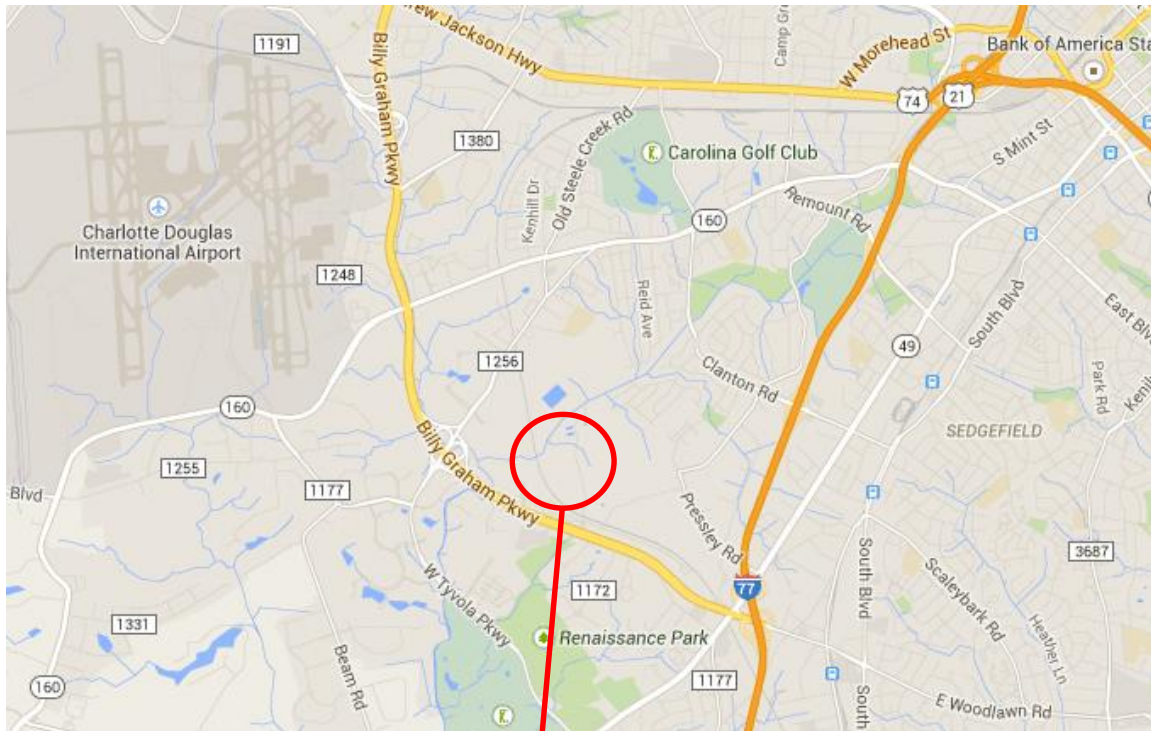 rew Jackson Hwy
1191
Billy Graham Pkwy
Camp Gr
W Morehead St
Bank of America Sta
74
21
1380
Old Steele Creek Rd
Kenhill Dr
Carolina Golf Club
S Mint St
Remount Rd
160
Charlotte Douglas
International Airport
1248
Reid Ave
East Blv
South Blvd
49
1256
Clanton Rd
Park Rd
Kenil
160
SEDGEFIELD
Billy Graham Pkwy
1255
1177
Blvd
Pressley Rd
3687
South Blvd
Scaleybark Rd
W Tyvola Pkwy
1172
77
1331
Renaissance Park
Heather Ln
Beam Rd
160
1177
South
E Woodlawn Rd